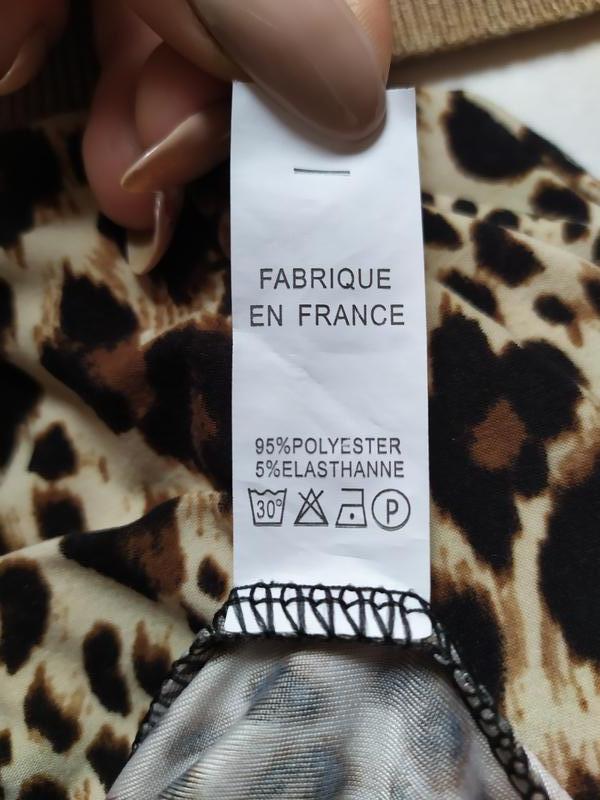 FABRIQUE
EN FRANCE
95%POLYESTER
5%ELASTHANNE
30° P